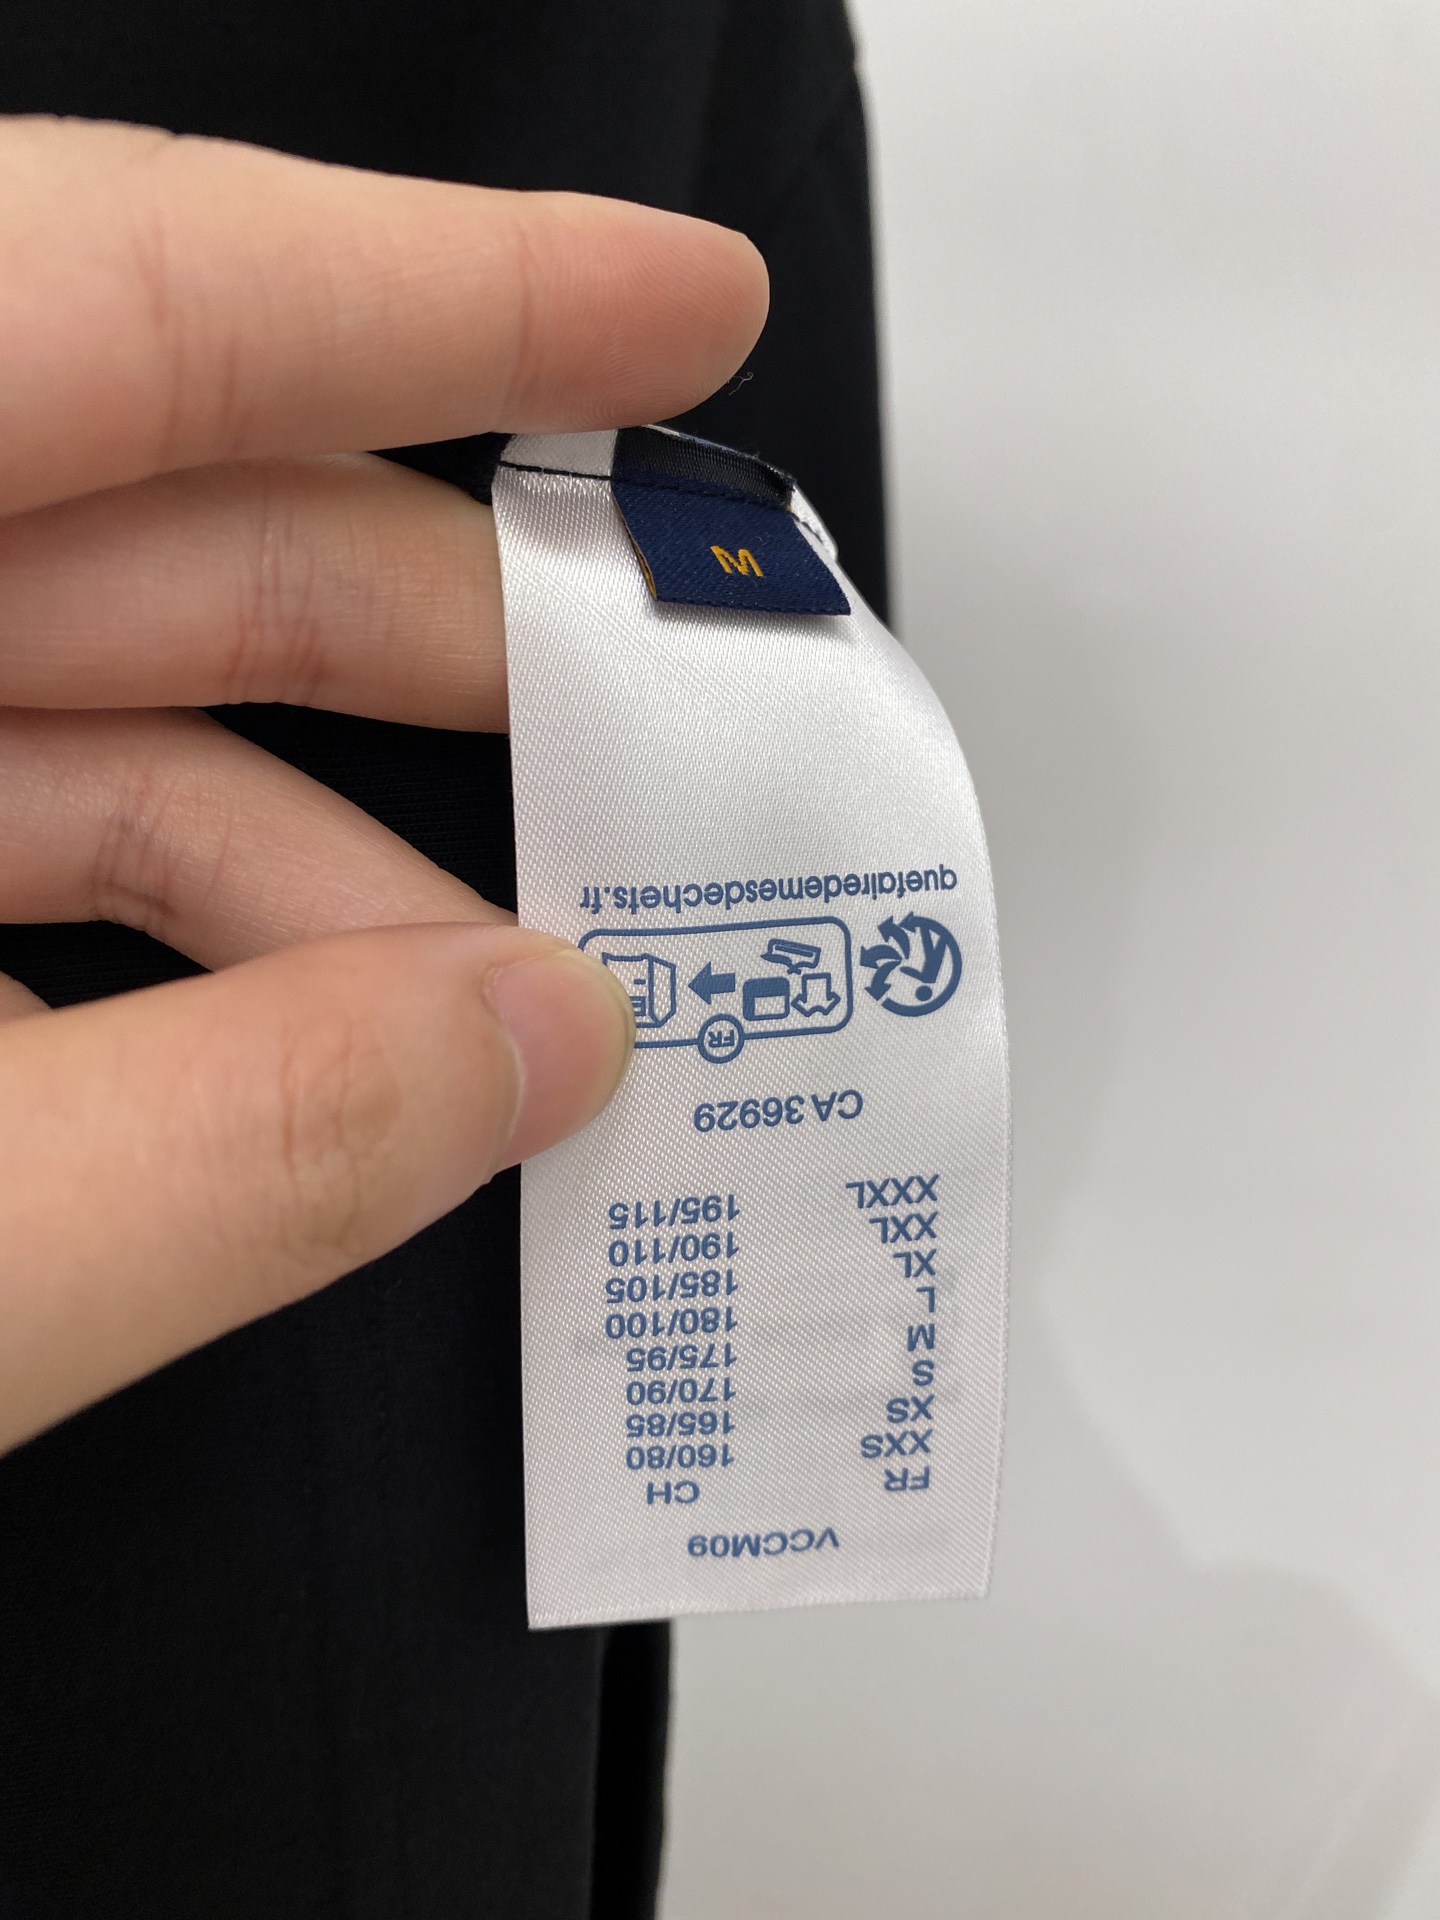 VCCM09
FR CH
XXS 160/80
XS 165/85
S 170/90
M 175/95
L 180/100
XL 185/105
XXL 190/110
XXXL 195/115
CA 36929
FR
quefairedemesdechets.fr
M